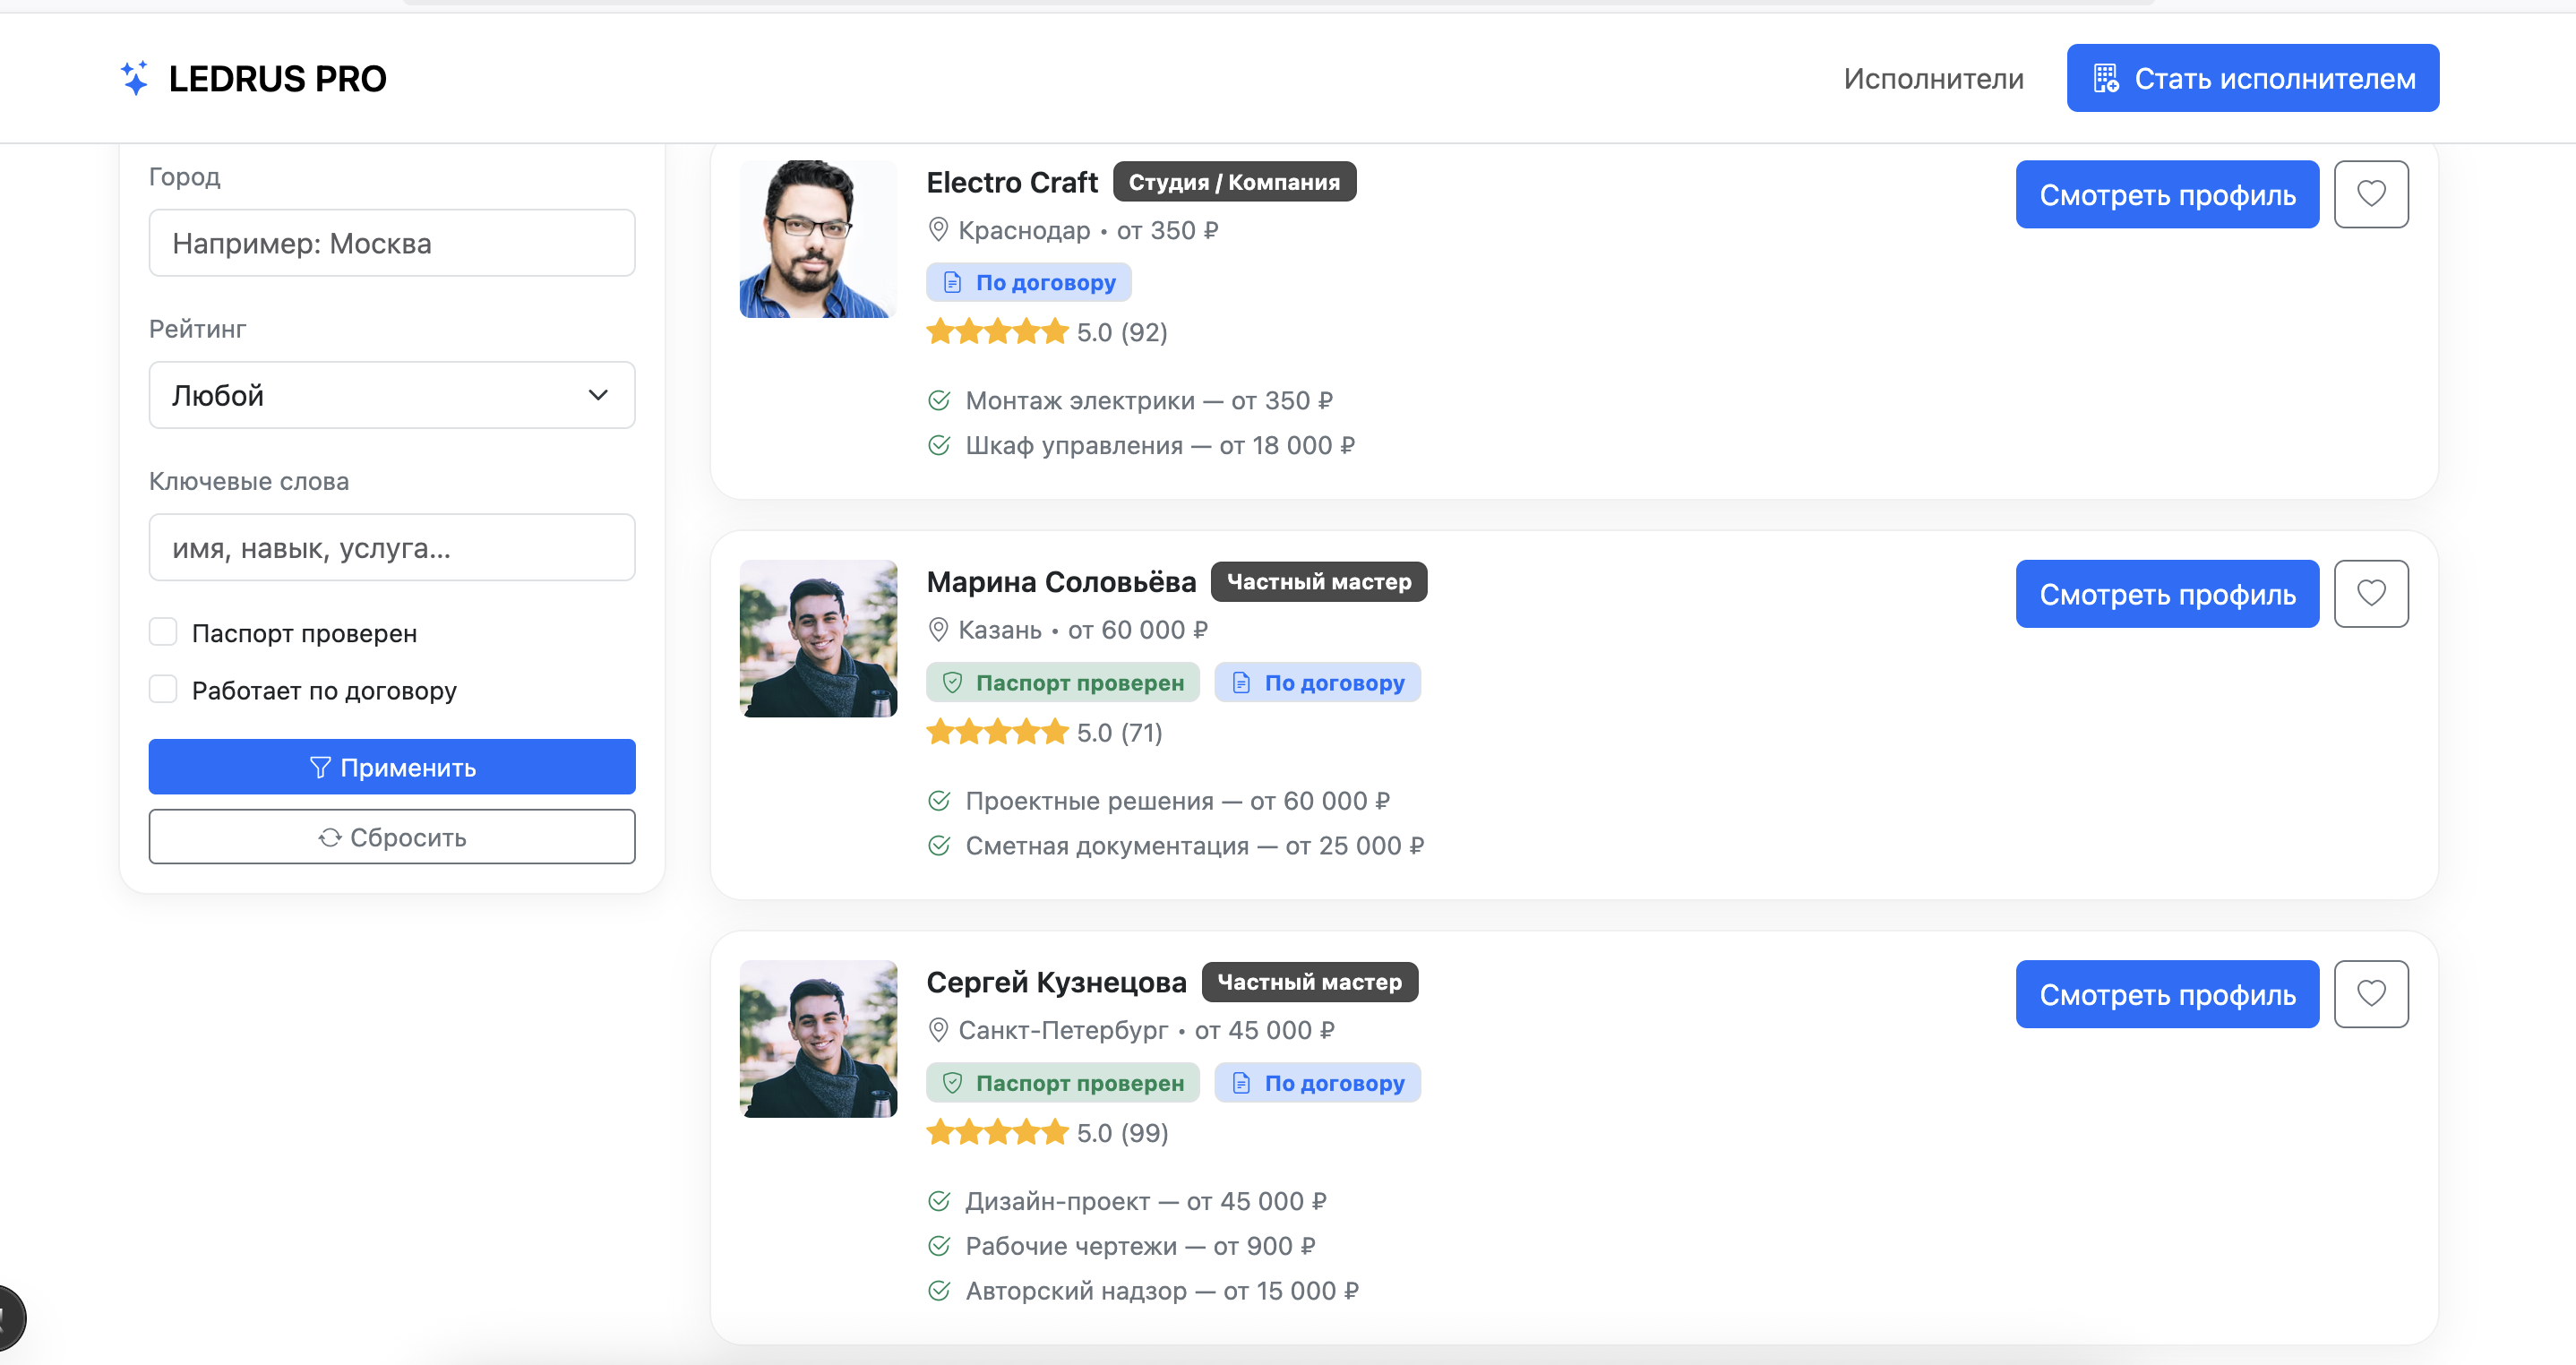 LEDRUS PRO
Исполнители
Стать исполнителем
Город
Например: Москва
Рейтинг
Любой
Ключевые слова
имя, навык, услуга...
Паспорт проверен
Работает по договору
Применить
Сбросить
Electro Craft Студия / Компания
Краснодар • от 350 ₽
По договору
5.0 (92)
Монтаж электрики — от 350 ₽
Шкаф управления — от 18 000 ₽
Смотреть профиль
Марина Соловьёва Частный мастер
Казань • от 60 000 ₽
Паспорт проверен По договору
5.0 (71)
Проектные решения — от 60 000 ₽
Сметная документация — от 25 000 ₽
Смотреть профиль
Сергей Кузнецова Частный мастер
Санкт-Петербург • от 45 000 ₽
Паспорт проверен По договору
5.0 (99)
Дизайн-проект — от 45 000 ₽
Рабочие чертежи — от 900 ₽
Авторский надзор — от 15 000 ₽
Смотреть профиль